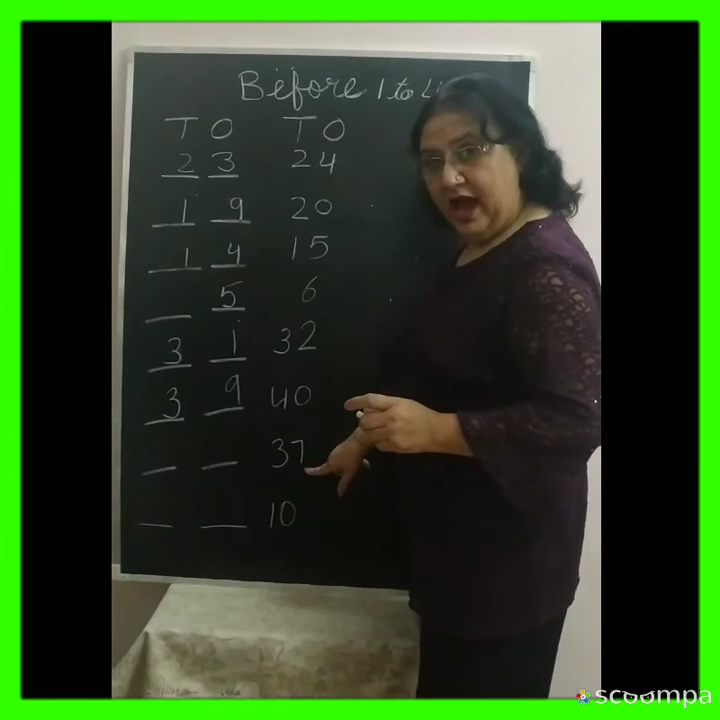 Before 1 to
T O T O
2 3 24
1 9 20
1 4 15
5 6
3 1 32
3 9 40
37
10
scoompa